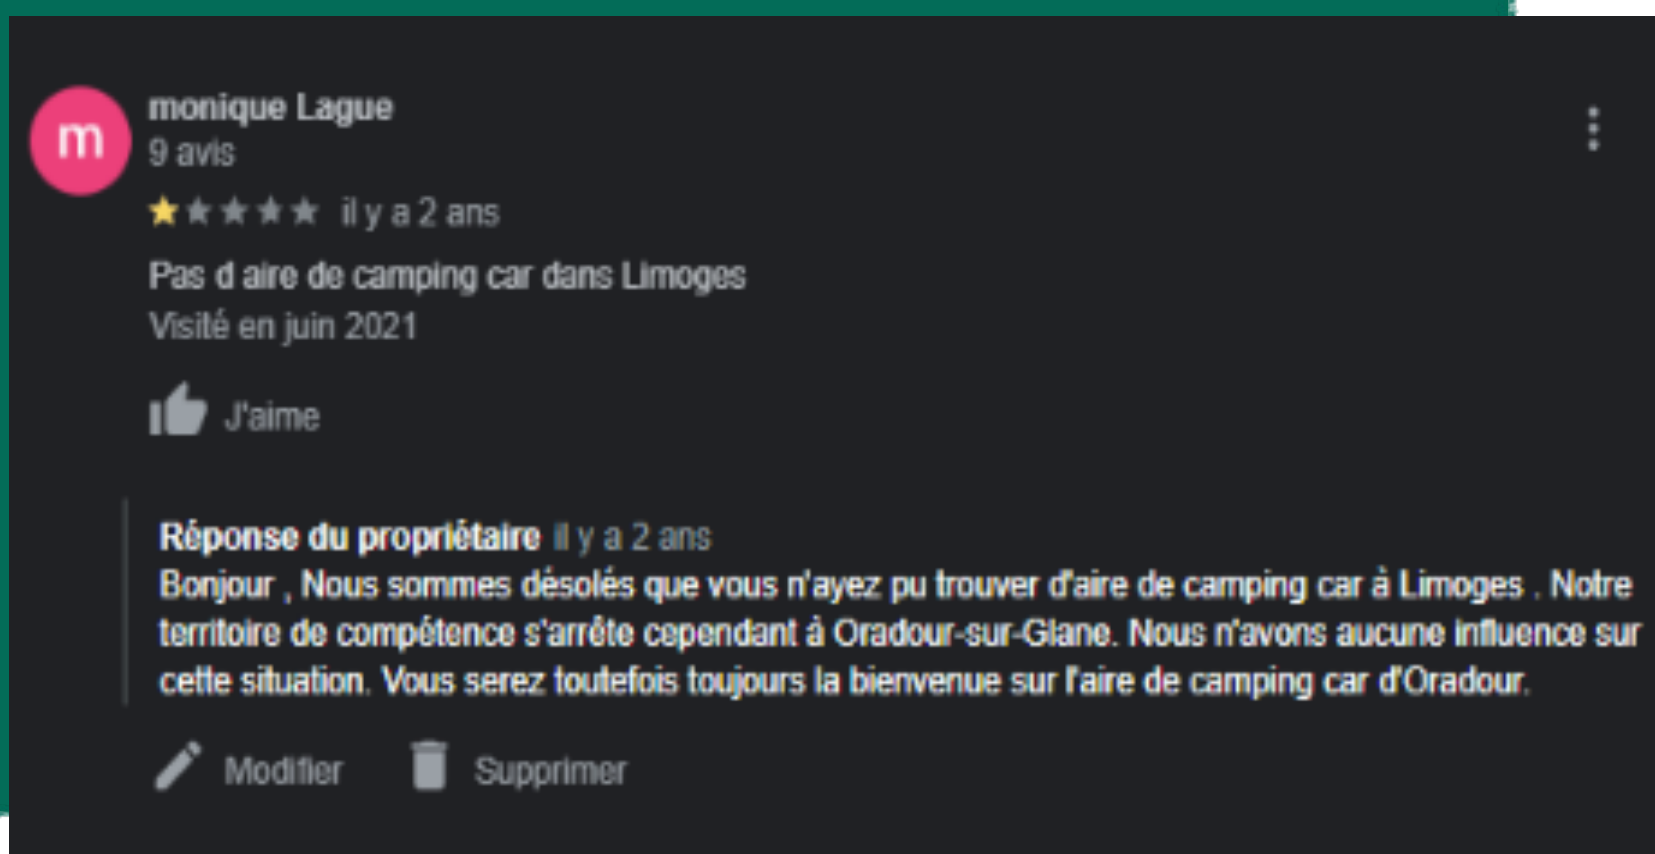 m
monique Lague
9 avis
il y a 2 ans
Pas d aire de camping car dans Limoges
Visité en juin 2021
J'aime
Réponse du propriétaire il y a 2 ans
Bonjour , Nous sommes désolés que vous n'ayez pu trouver d'aire de camping car à Limoges . Notre
territoire de compétence s'arrête cependant à Oradour-sur-Glane. Nous n'avons aucune influence sur
cette situation. Vous serez toutefois toujours la bienvenue sur l'aire de camping car d'Oradour.
Modifier Supprimer